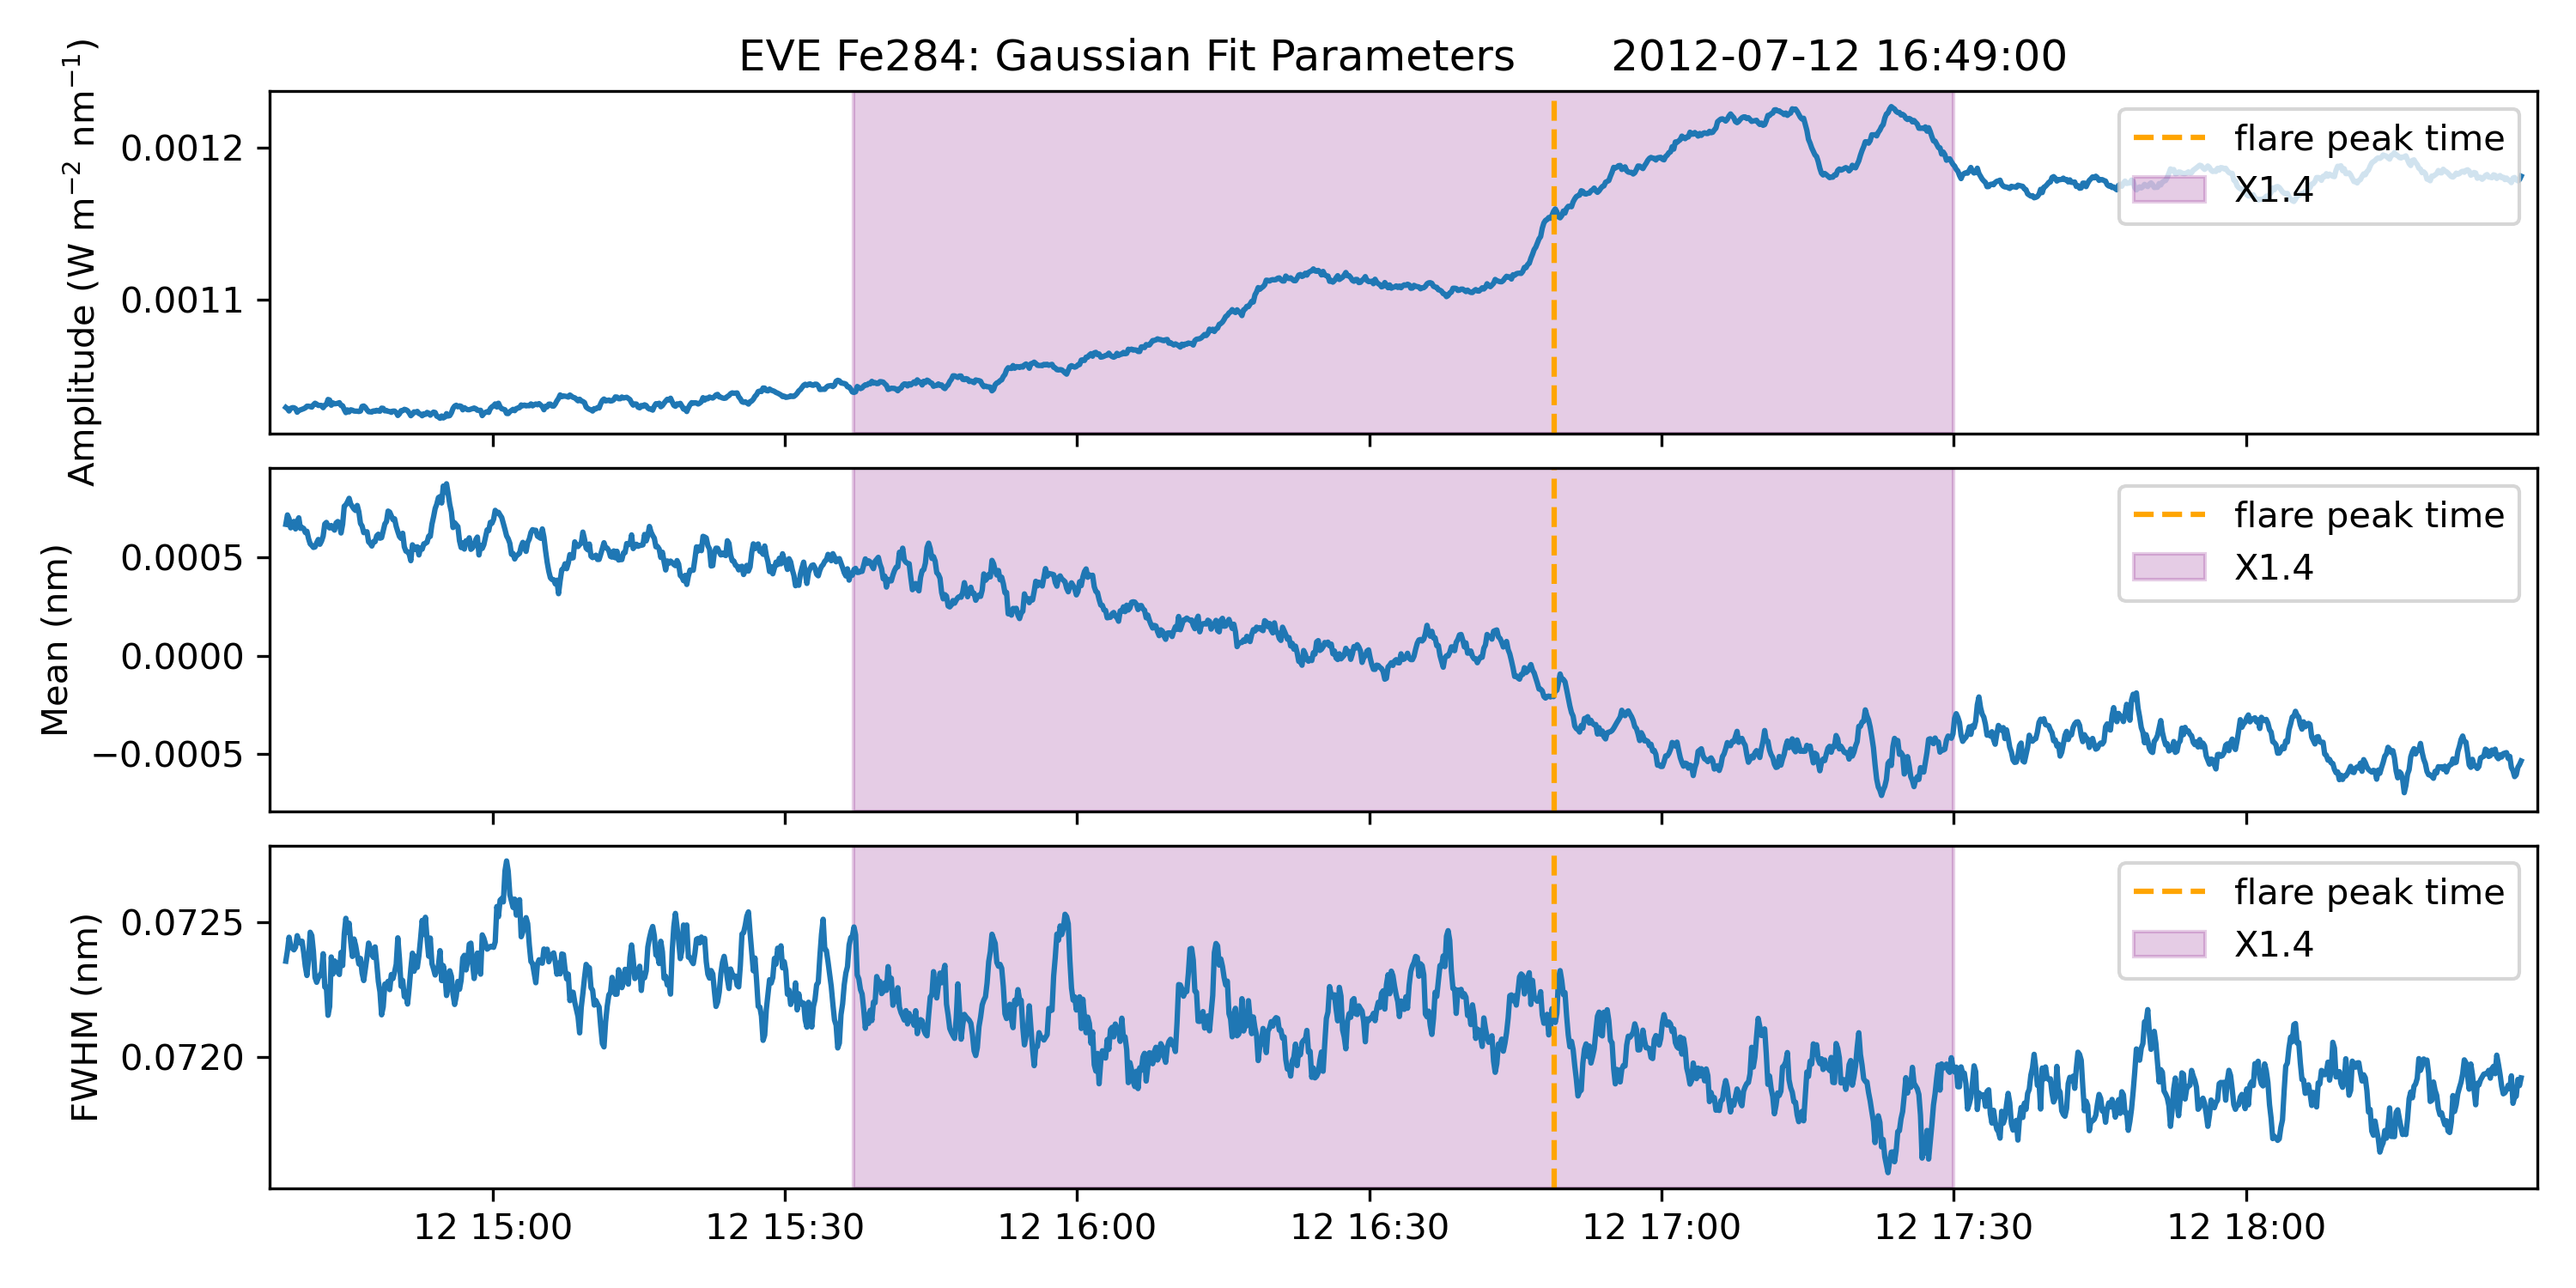 EVE Fe284: Gaussian Fit Parameters 2012-07-12 16:49:00
Amplitude (W m⁻² nm⁻¹)
0.0012
0.0011
flare peak time
X1.4
Mean (nm)
0.0005
0.0000
−0.0005
flare peak time
X1.4
FWHM (nm)
0.0725
0.0720
flare peak time
X1.4
12 15:00 12 15:30 12 16:00 12 16:30 12 17:00 12 17:30 12 18:00